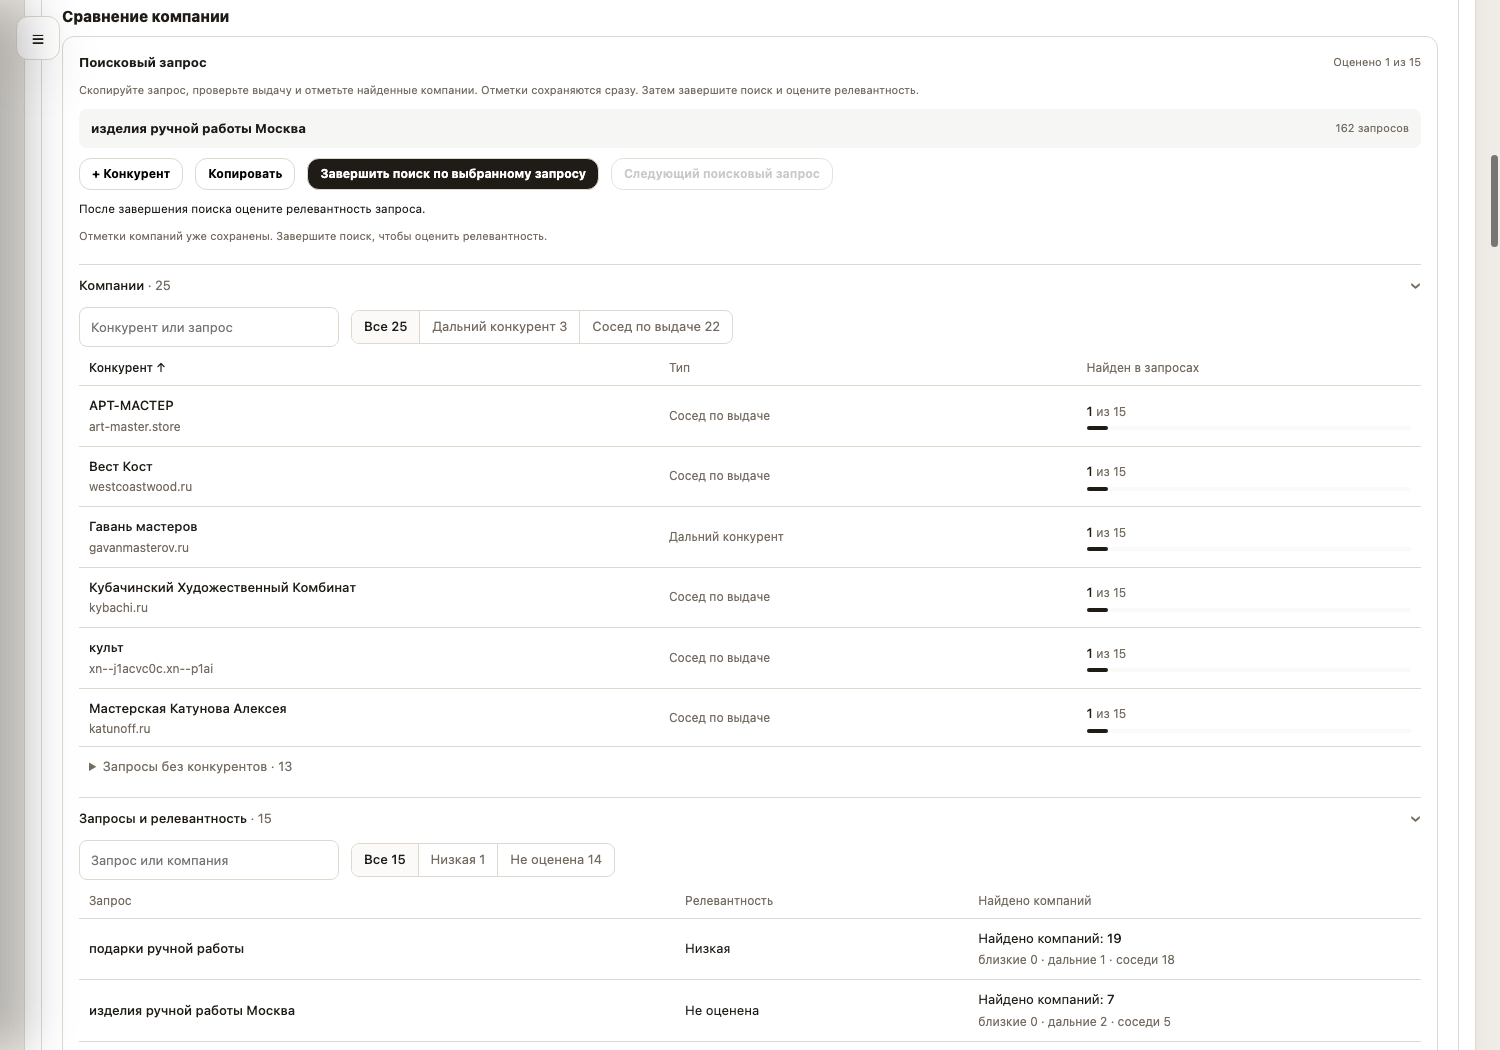 Сравнение компании
Поисковый запрос
Оценено 1 из 15
Скопируйте запрос, проверьте выдачу и отметьте найденные компании. Отметки сохраняются сразу. Затем завершите поиск и оцените релевантность.
изделия ручной работы Москва
162 запросов
+ Конкурент
Копировать
Завершить поиск по выбранному запросу
Следующий поисковый запрос
После завершения поиска оцените релевантность запроса.
Отметки компаний уже сохранены. Завершите поиск, чтобы оценить релевантность.
Компании · 25
Конкурент или запрос
Все 25
Дальний конкурент 3
Сосед по выдаче 22
Конкурент ↑
Тип
Найден в запросах
АРТ-МАСТЕР
art-master.store
Сосед по выдаче
1 из 15
Вест Кост
westcoastwood.ru
Сосед по выдаче
1 из 15
Гавань мастеров
gavanmasterov.ru
Дальний конкурент
1 из 15
Кубачинский Художественный Комбинат
kybachi.ru
Сосед по выдаче
1 из 15
культ
xn--j1acvc0c.xn--p1ai
Сосед по выдаче
1 из 15
Мастерская Катунова Алексея
katunoff.ru
Сосед по выдаче
1 из 15
Запросы без конкурентов · 13
Запросы и релевантность · 15
Запрос или компания
Все 15
Низкая 1
Не оценена 14
Запрос
Релевантность
Найдено компаний
подарки ручной работы
Низкая
Найдено компаний: 19
близкие 0 · дальние 1 · соседи 18
изделия ручной работы Москва
Не оценена
Найдено компаний: 7
близкие 0 · дальние 2 · соседи 5